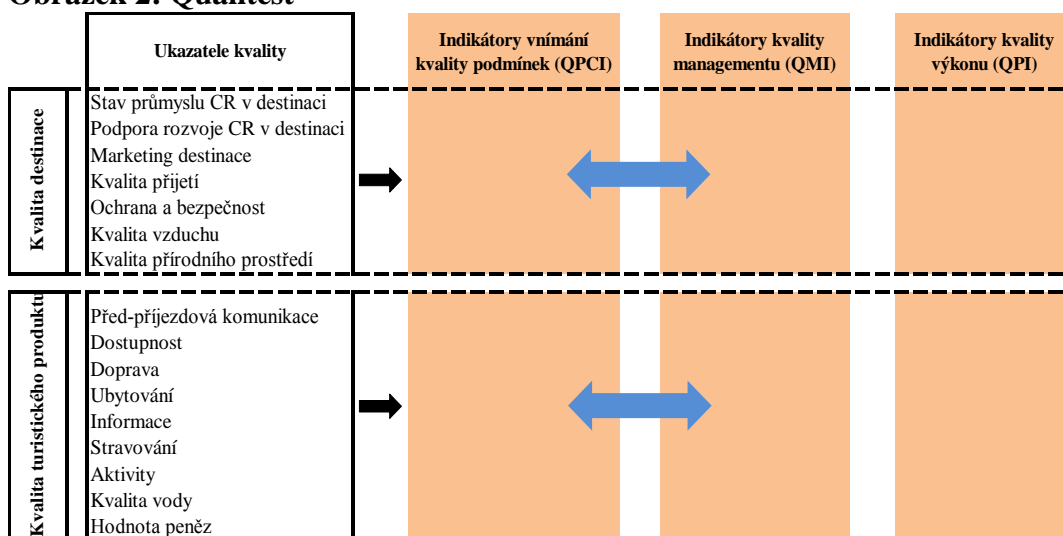 Obrázek 2: Qualitest
Ukazatele kvality
Indikátory vnímání
kvality podmínek (QPCI)
Indikátory kvality
managementu (QMI)
Indikátory kvality
výkonu (QPI)
Kvalita destinace
Stav průmyslu CR v destinaci
Podpora rozvoje CR v destinaci
Marketing destinace
Kvalita přijetí
Ochrana a bezpečnost
Kvalita vzduchu
Kvalita přírodního prostředí
Kvalita turistického produktu
Před-příjezdová komunikace
Dostupnost
Doprava
Ubytování
Informace
Stravování
Aktivity
Kvalita vody
Hodnota peněz